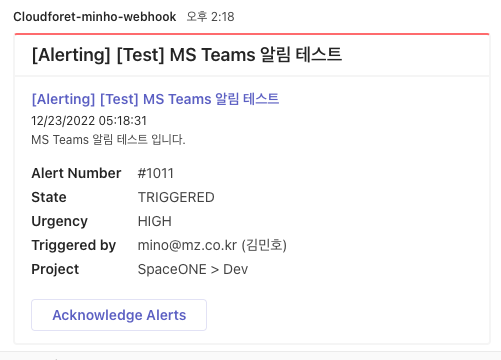 Cloudforet-minho-webhook 오후 2:18
[Alerting] [Test] MS Teams 알림 테스트
[Alerting] [Test] MS Teams 알림 테스트
12/23/2022 05:18:31
MS Teams 알림 테스트 입니다.
Alert Number #1011
State TRIGGERED
Urgency HIGH
Triggered by mino@mz.co.kr (김민호)
Project SpaceONE > Dev
Acknowledge Alerts